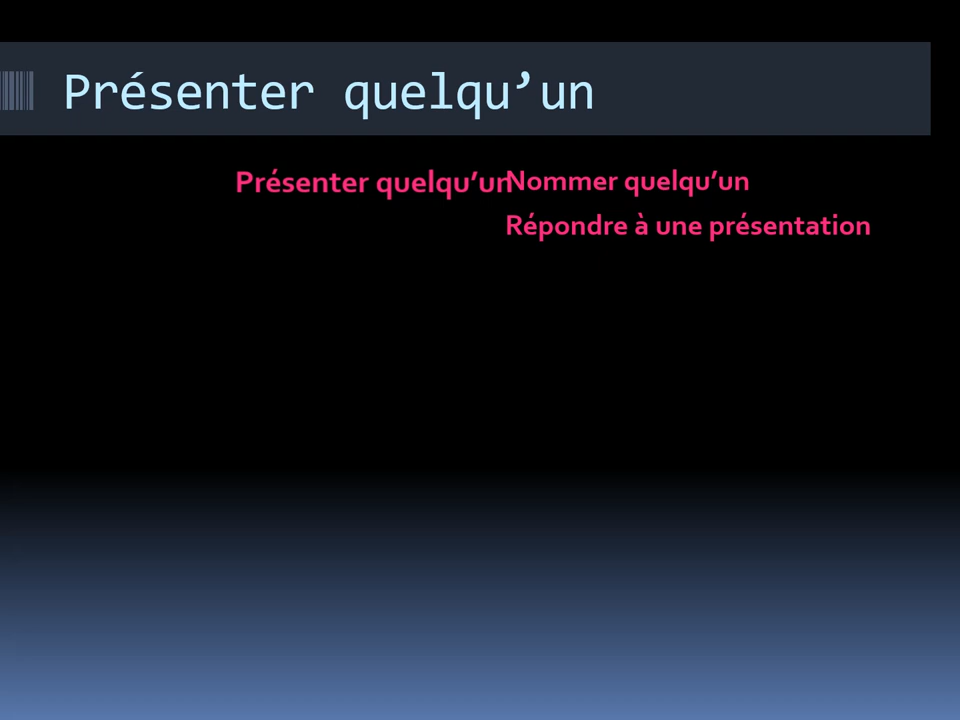 Présenter quelqu’un
Présenter quelqu’un
Nommer quelqu’un
Répondre à une présentation